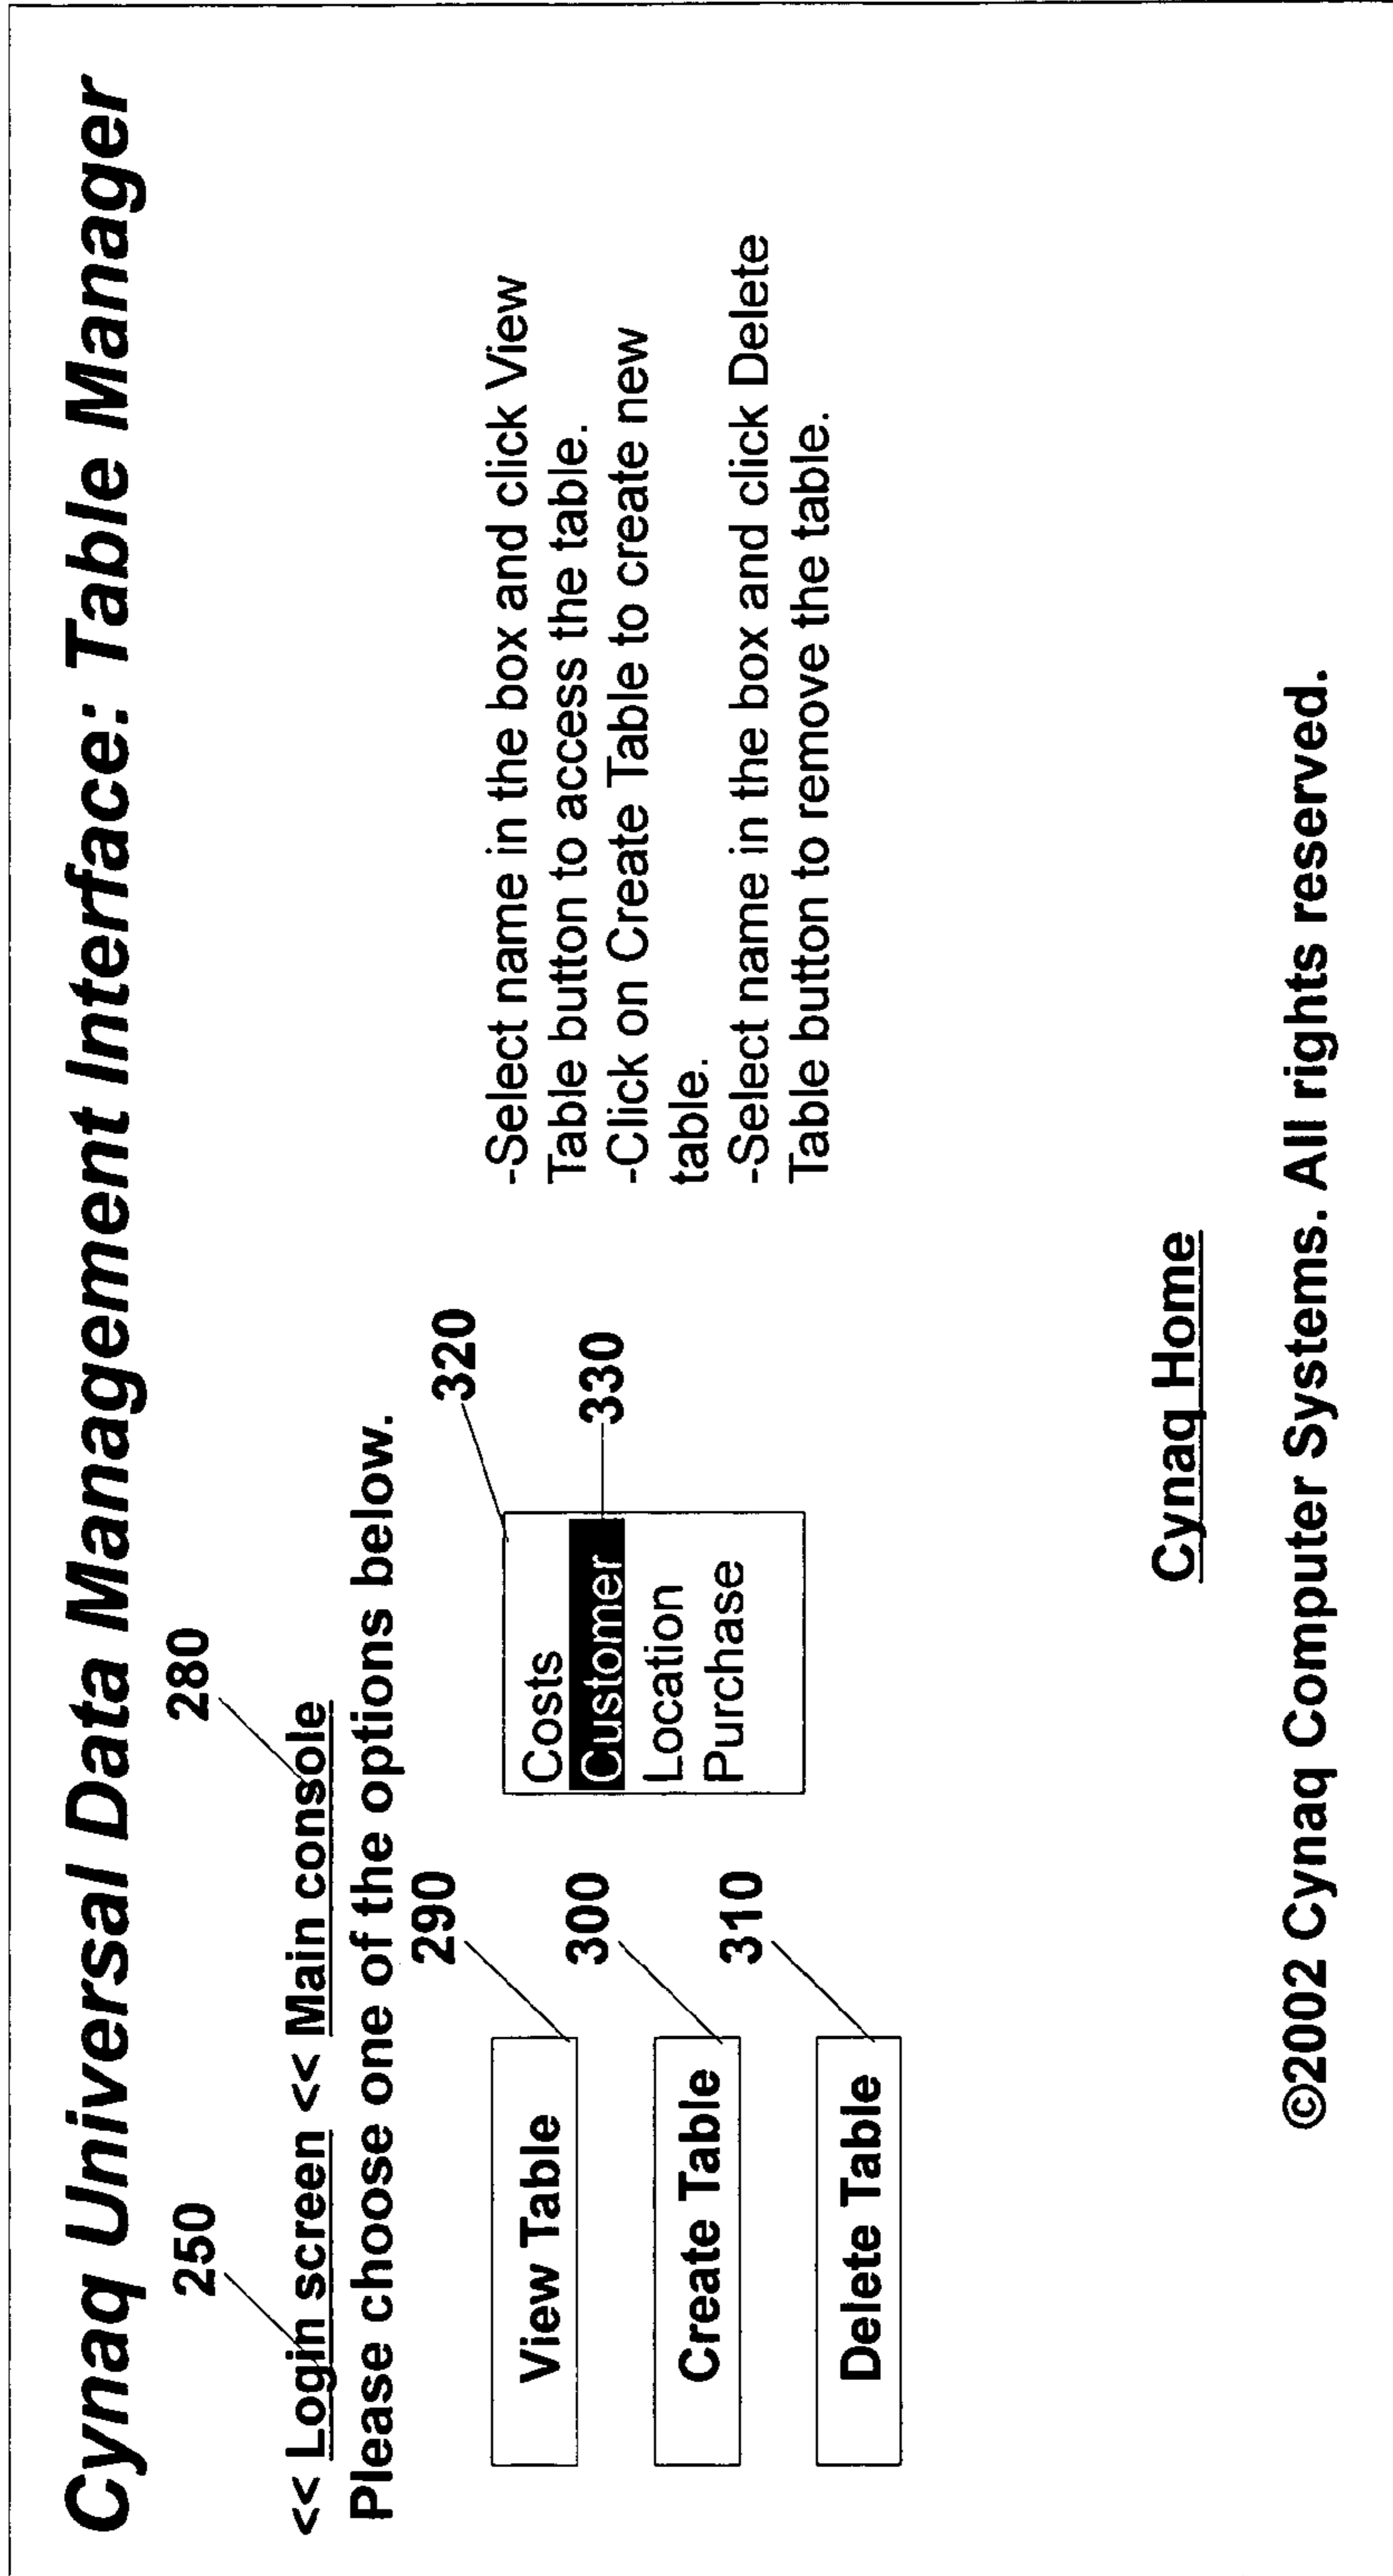 Cynaq Universal Data Management Interface: Table Manager
250
280
<< Login screen << Main console
Please choose one of the options below.
290
320
View Table
Costs
-Select name in the box and click View
Customer
330
Table button to access the table.
300
Create Table
Location
-Click on Create Table to create new
Purchase
table.
310
Delete Table
-Select name in the box and click Delete
Table button to remove the table.
Cynaq Home
©2002 Cynaq Computer Systems. All rights reserved.